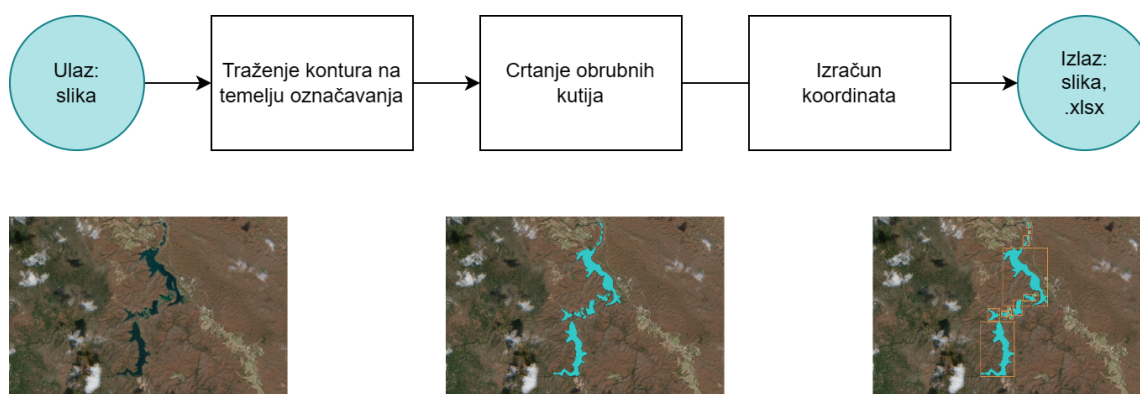 Ulaz:
slika
Traženje kontura na
temelju označavanja
Crtanje obrubnih
kutija
Izračun
koordinata
Izlaz:
slika,
.xlsx